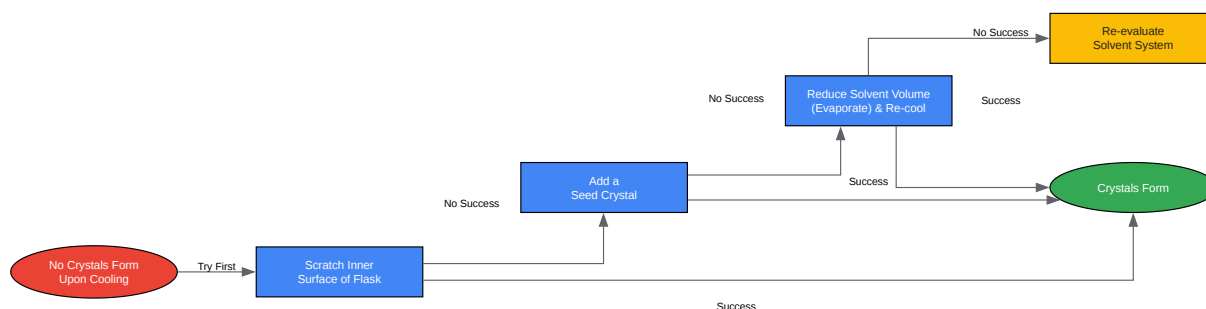 No Success
Re-evaluate
Solvent System
No Success
Reduce Solvent Volume
(Evaporate) & Re-cool
Success
Add a
Seed Crystal
Success
Crystals Form
No Success
No Crystals Form
Upon Cooling
Try First
Scratch Inner
Surface of Flask
Success